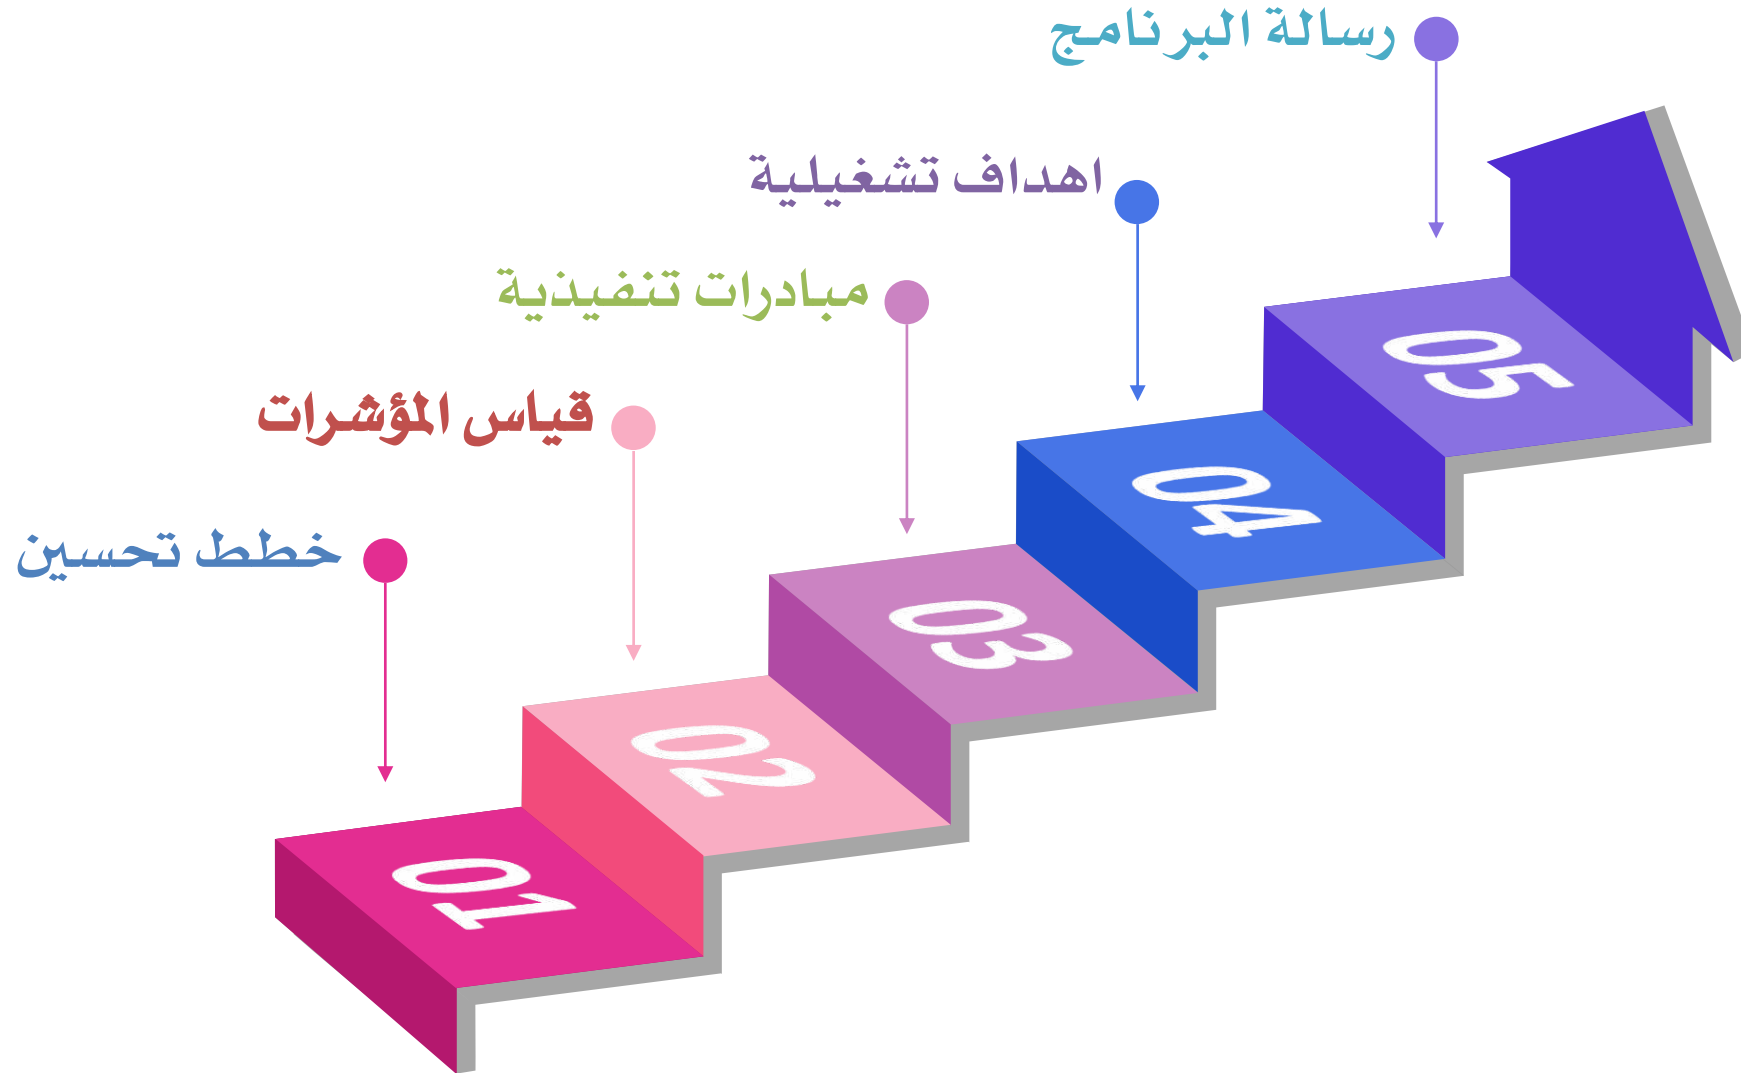 رسالة البرنامج
اهداف تشغيلية
مبادرات تنفيذية
قياس المؤشرات
خطط تحسين
05
04
03
02
01